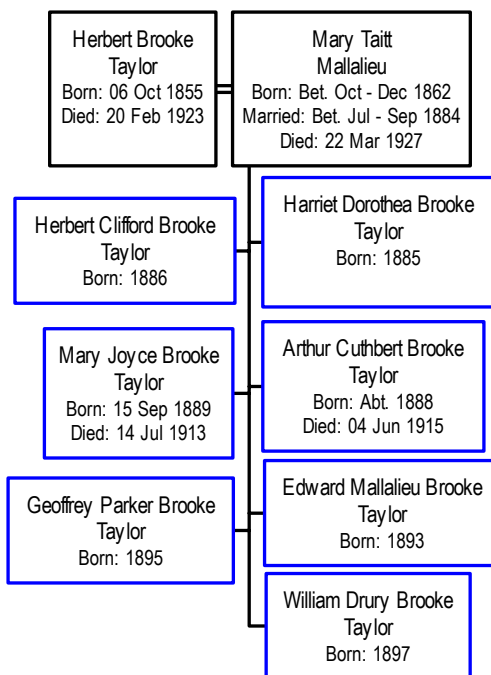 Herbert Brooke
Taylor
Born: 06 Oct 1855
Died: 20 Feb 1923
Mary Taitt
Mallalieu
Born: Bet. Oct - Dec 1862
Married: Bet. Jul - Sep 1884
Died: 22 Mar 1927
Harriet Dorothea Brooke
Taylor
Born: 1885
Herbert Clifford Brooke
Taylor
Born: 1886
Arthur Cuthbert Brooke
Taylor
Born: Abt. 1888
Died: 04 Jun 1915
Mary Joyce Brooke
Taylor
Born: 15 Sep 1889
Died: 14 Jul 1913
Edward Mallalieu Brooke
Taylor
Born: 1893
Geoffrey Parker Brooke
Taylor
Born: 1895
William Drury Brooke
Taylor
Born: 1897